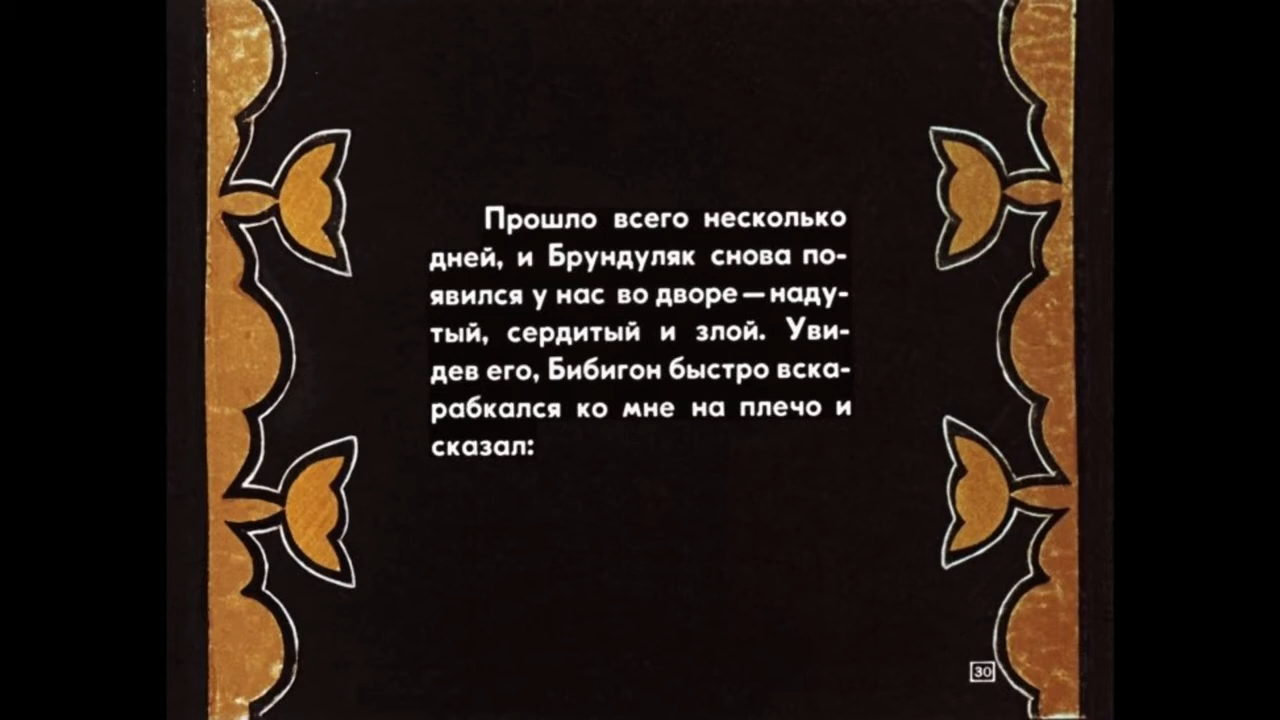 Прошло всего несколько
дней, и Брундуляк снова по-
явился у нас во дворе—наду-
тый, сердитый и злой. Уви-
дев его, Бибигон быстро вска-
рабкался ко мне на плечо и
сказал:
30